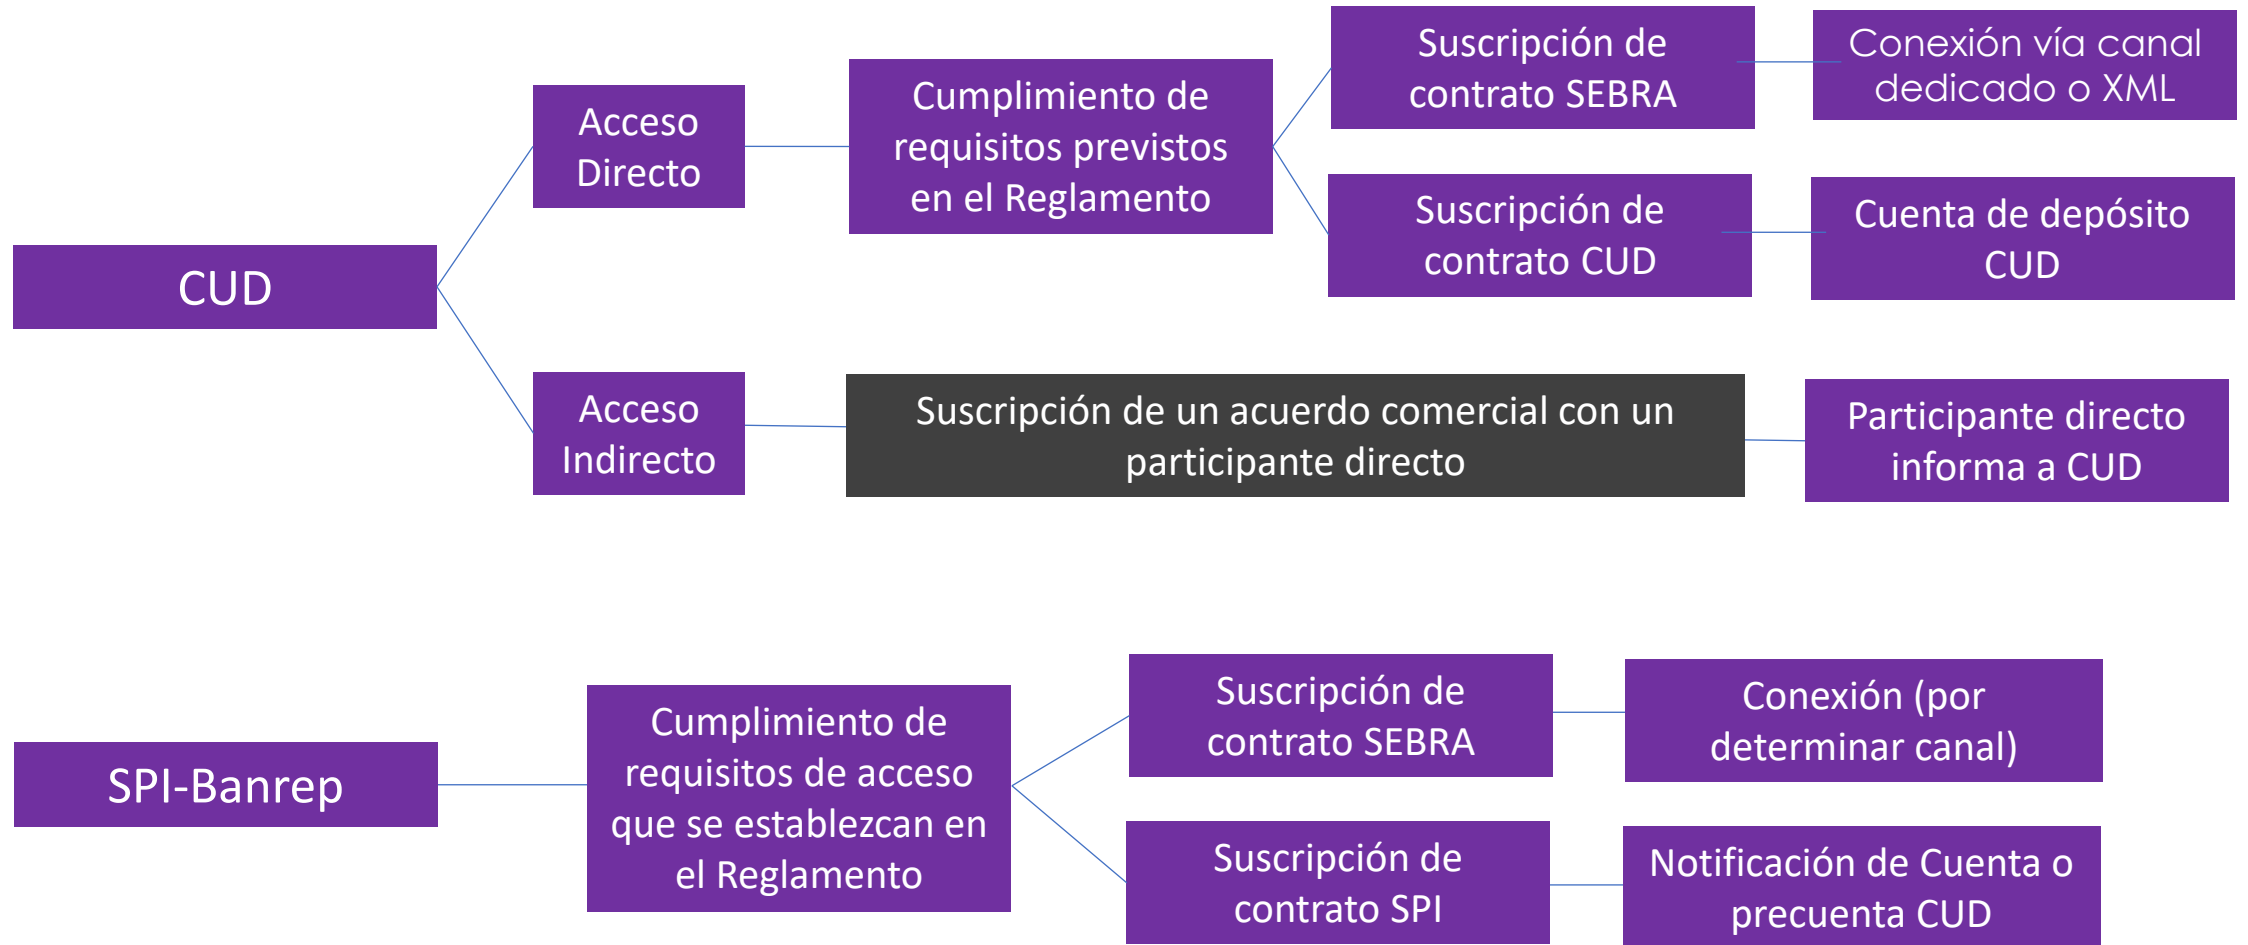 CUD
Acceso
Directo
Cumplimiento de
requisitos previstos
en el Reglamento
Suscripción de
contrato SEBRA
Conexión vía canal
dedicado o XML
Suscripción de
contrato CUD
Cuenta de depósito
CUD
Acceso
Indirecto
Suscripción de un acuerdo comercial con un
participante directo
Participante directo
informa a CUD
SPI-Banrep
Cumplimiento de
requisitos de acceso
que se establezcan en
el Reglamento
Suscripción de
contrato SEBRA
Conexión (por
determinar canal)
Suscripción de
contrato SPI
Notificación de Cuenta o
precuenta CUD